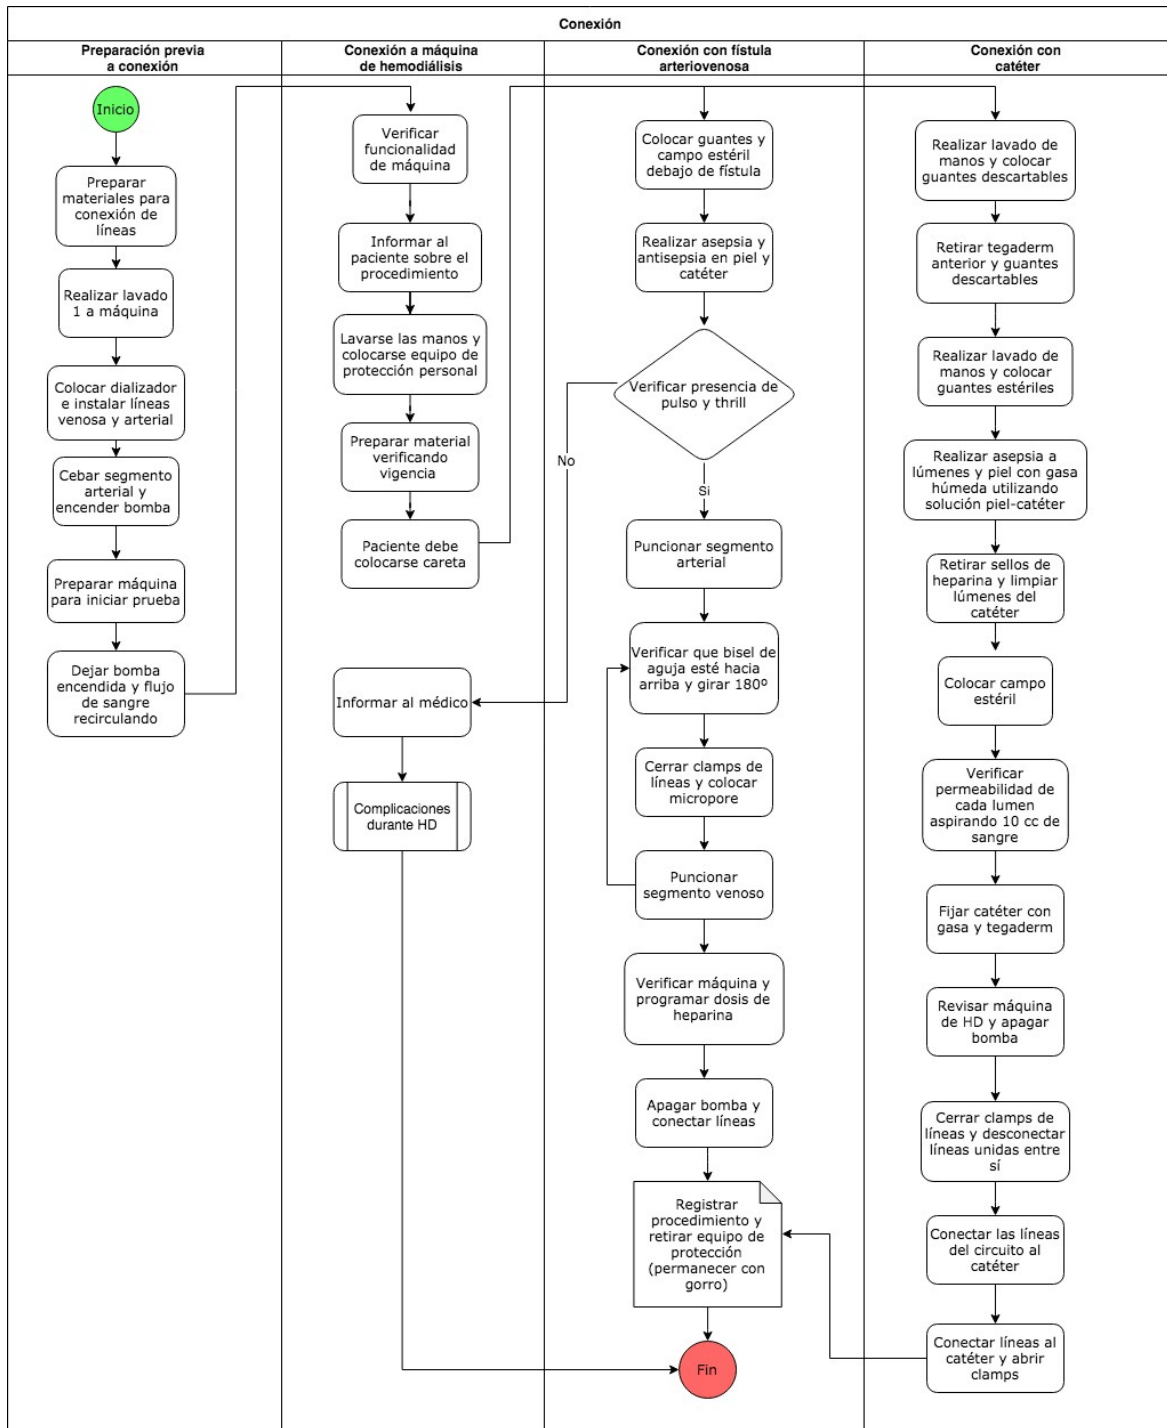 Conexión
Preparación previa
a conexión
Conexión a máquina
de hemodiálisis
Conexión con fístula
arteriovenosa
Conexión con
catéter
Inicio
Preparar
materiales para
conexión de
líneas
Realizar lavado
1 a máquina
Colocar dializador
e instalar líneas
venosa y arterial
Cebar segmento
arterial y
encender bomba
Preparar máquina
para iniciar prueba
Dejar bomba
encendida y flujo
de sangre
recirculando
Verificar
funcionalidad
de máquina
Informar al
paciente sobre el
procedimiento
Lavarse las manos y
colocarse equipo de
protección personal
Preparar material
verificando
vigencia
Paciente debe
colocarse careta
Informar al médico
Complicaciones
durante HD
Colocar guantes y
campo estéril
debajo de fístula
Realizar asepsia y
antisepsia en piel y
catéter
Verificar presencia de
pulso y thrill
No
Si
Puncionar segmento
arterial
Verificar que bisel de
aguja esté hacia
arriba y girar 180º
Cerrar clamps de
líneas y colocar
micropore
Puncionar
segmento venoso
Verificar máquina y
programar dosis de
heparina
Apagar bomba y
conectar líneas
Registrar
procedimiento y
retirar equipo de
protección
(permanecer con
gorro)
Fin
Realizar lavado de
manos y colocar
guantes descartables
Retirar tegaderm
anterior y guantes
descartables
Realizar lavado de
manos y colocar
guantes estériles
Realizar asepsia a
lúmenes y piel con gasa
húmeda utilizando
solución piel-catéter
Retirar sellos de
heparina y limpiar
lúmenes del
catéter
Colocar campo
estéril
Verificar
permeabilidad de
cada lumen
aspirando 10 cc de
sangre
Fijar catéter con
gasa y tegaderm
Revisar máquina
de HD y apagar
bomba
Cerrar clamps de
líneas y desconectar
líneas unidas entre
sí
Conectar las líneas
del circuito al
catéter
Conectar líneas al
catéter y abrir
clamps